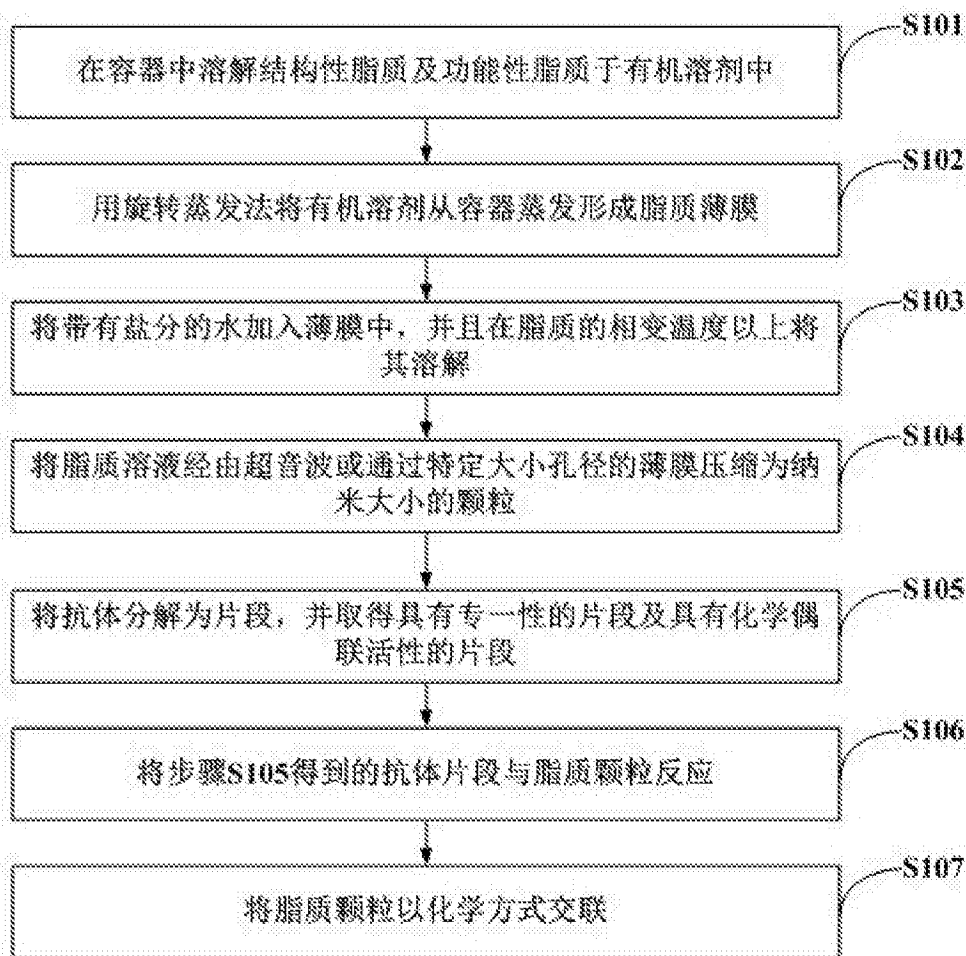 S101
在容器中溶解结构性脂质及功能性脂质于有机溶剂中
S102
用旋转蒸发法将有机溶剂从容器蒸发形成脂质薄膜
S103
将带有盐分的水加入薄膜中，并且在脂质的相变温度以上将
其溶解
S104
将脂质溶液经由超音波或通过特定大小孔径的薄膜压缩为纳
米大小的颗粒
S105
将抗体分解为片段，并取得具有专一性的片段及具有化学偶
联活性的片段
S106
将步骤S105得到的抗体片段与脂质颗粒反应
S107
将脂质颗粒以化学方式交联